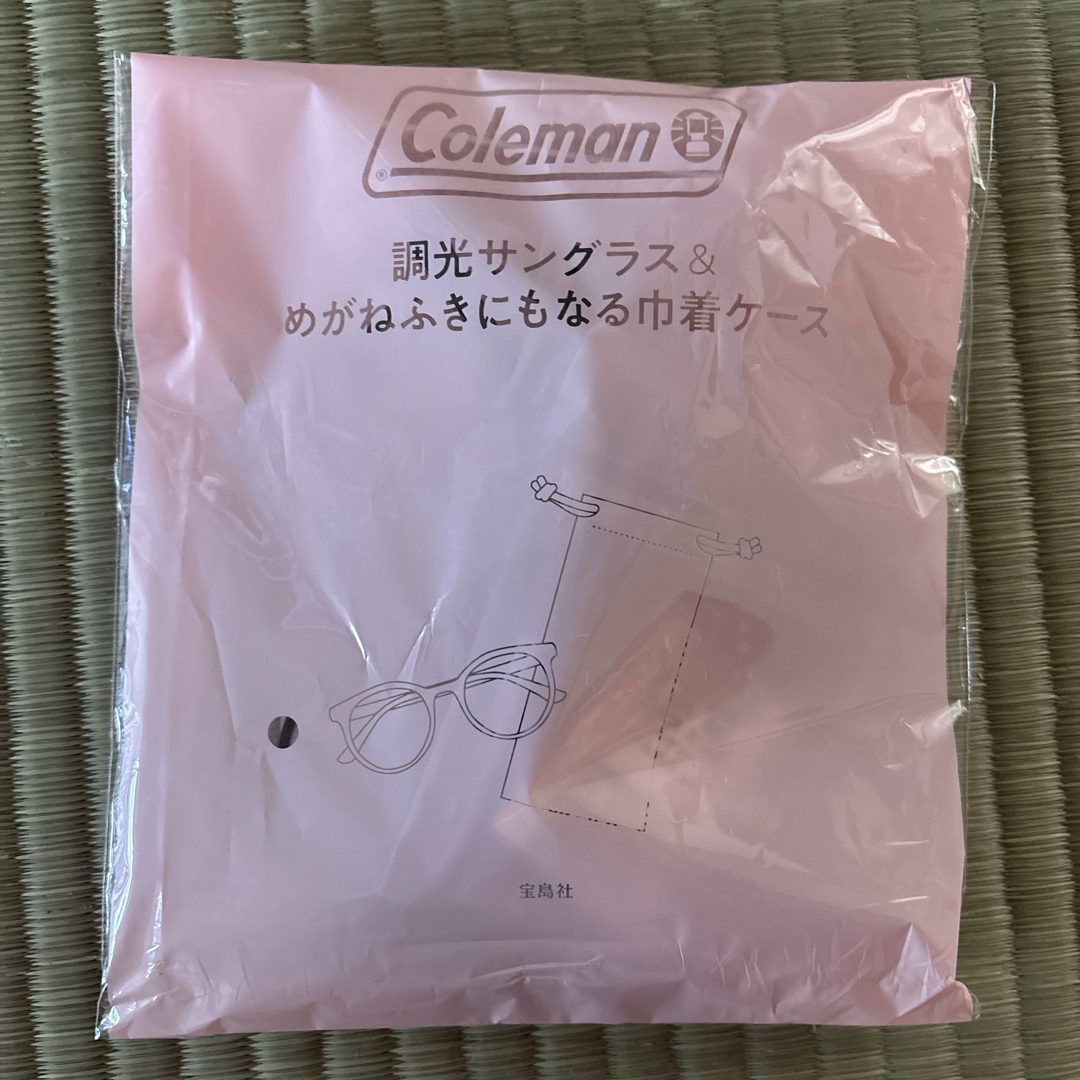 Coleman
®
調光サングラス&
めがねふきにもなる巾着ケース
宝島社